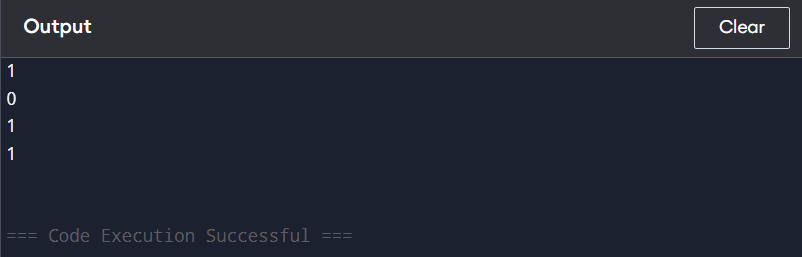 Output
Clear
1
0
1
1
=== Code Execution Successful ===